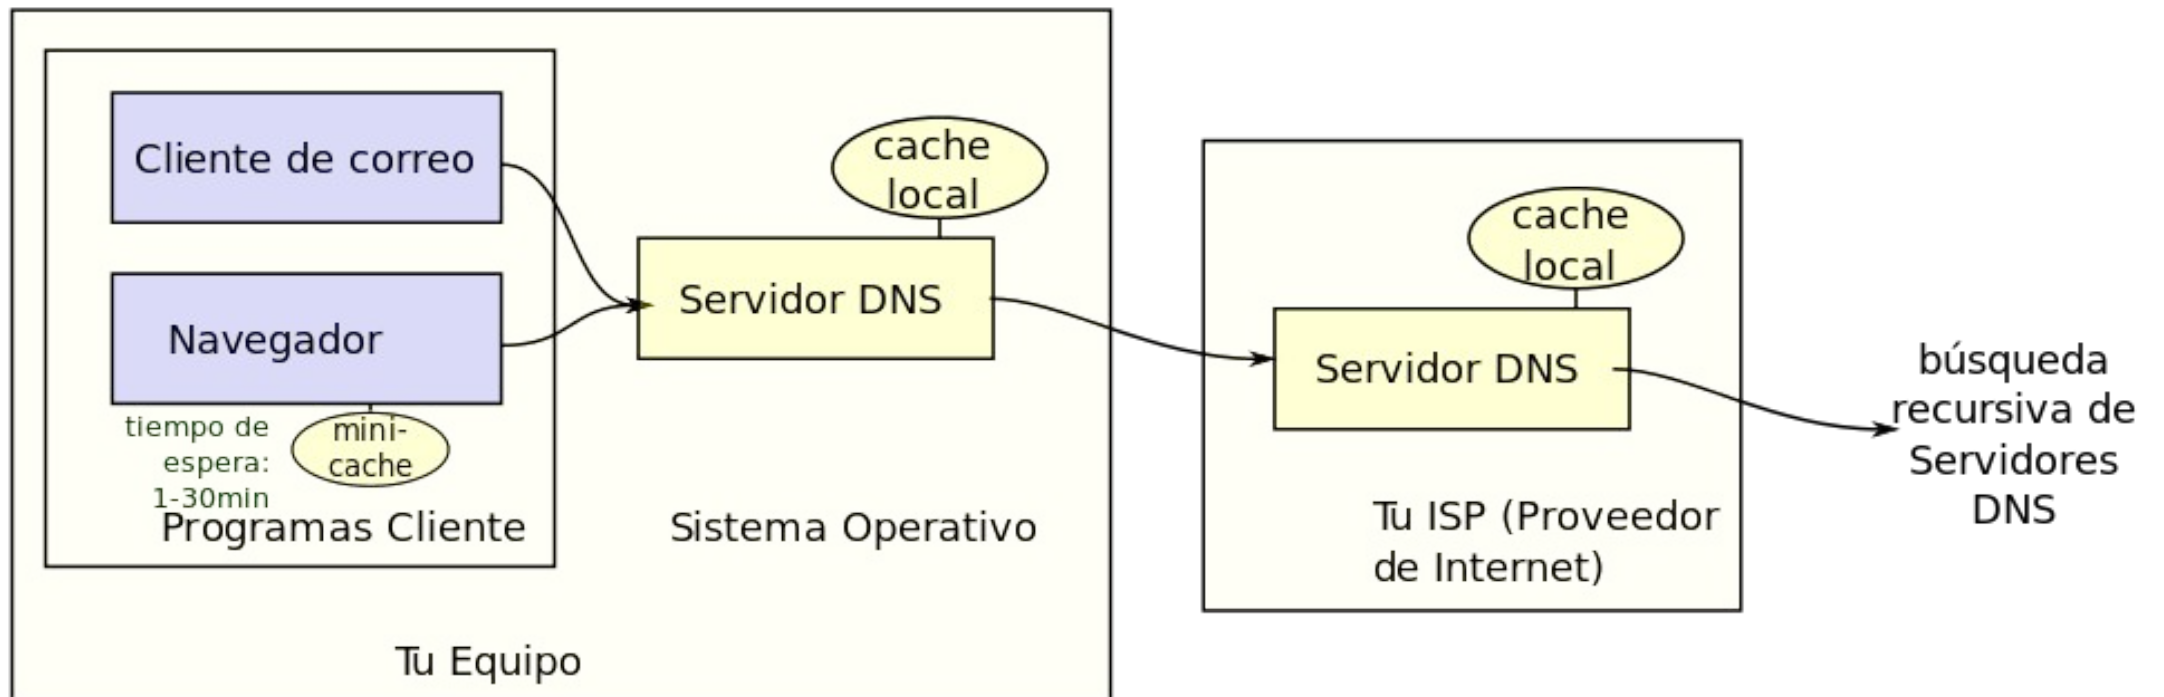 Cliente de correo
Navegador
tiempo de
espera:
1-30min
mini-
cache
Programas Cliente
cache
local
Servidor DNS
Sistema Operativo
Tu Equipo
cache
local
Servidor DNS
Tu ISP (Proveedor
de Internet)
búsqueda
recursiva de
Servidores
DNS